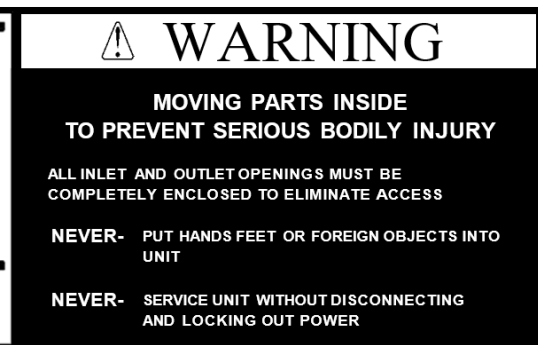 WARNING
MOVING PARTS INSIDE
TO PREVENT SERIOUS BODILY INJURY
ALL INLET AND OUTLET OPENINGS MUST BE
COMPLETELY ENCLOSED TO ELIMINATE ACCESS
NEVER- PUT HANDS FEET OR FOREIGN OBJECTS INTO
UNIT
NEVER- SERVICE UNIT WITHOUT DISCONNECTING
AND LOCKING OUT POWER